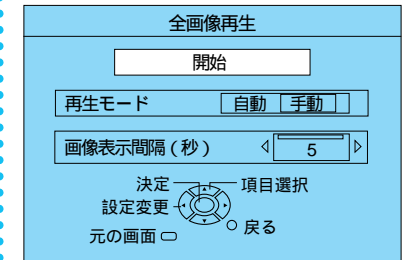 全画像再生
開始
再生モード 自動 手動
画像表示間隔(秒) 5
決定 項目選択
設定変更
戻る
元の画面